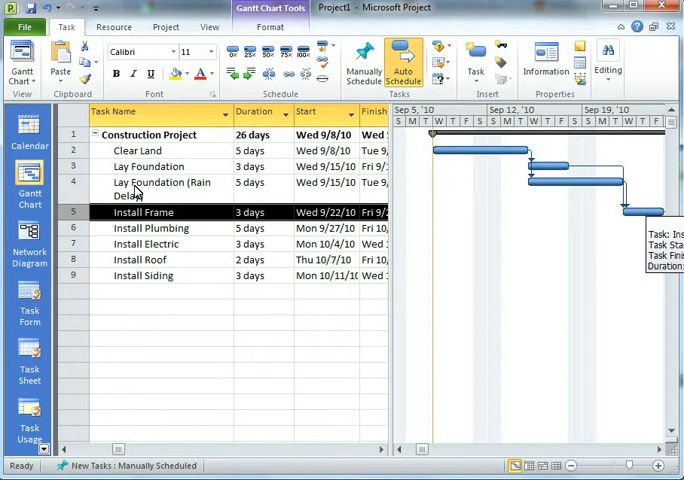 Gantt Chart Tools
Project1 - Microsoft Project
File
Task
Resource
Project
View
Format
Gantt
Chart
Paste
Calibri
11
B I U
A
Manually
Schedule
Auto
Schedule
Task
Information
Editing
View
Clipboard
Font
Schedule
Tasks
Insert
Properties
Task Name
Duration
Start
Finish
Sep 5, '10
Sep 12, '10
Sep 19, '10
S M T W T F S S M T W T F S S M T W T F
1 Construction Project 26 days Wed 9/8/10 Wed
2 Clear Land 5 days Wed 9/8/10 Tue 9
3 Lay Foundation 3 days Wed 9/15/10 Fri 9/1
4 Lay Foundation (Rain 5 days Wed 9/15/10 Tue 9
Delay)
5 Install Frame 3 days Wed 9/22/10 Fri 9/2
6 Install Plumbing 5 days Mon 9/27/10 Fri 10
7 Install Electric 3 days Mon 10/4/10 Wed
8 Install Roof 2 days Thu 10/7/10 Fri 10
9 Install Siding 3 days Mon 10/11/10 Wed
Calendar
Gantt
Chart
Network
Diagram
Task
Form
Task
Sheet
Task
Usage
Task: Ins
Task Sta
Task Fini
Duration:
Ready
New Tasks : Manually Scheduled